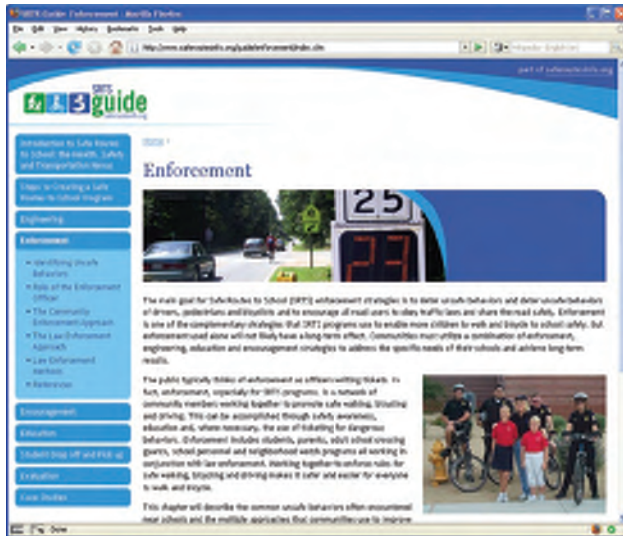 SRTS Guide: Enforcement - Mozilla Firefox
File Edit View History Bookmarks Tools Help
part of saferoutesinfo.org
SRTS
guide
Introduction to Safe Routes
to School: the Health, Safety
and Transportation Nexus
Home
Steps to Creating a Safe
Routes to School Program
Enforcement
Engineering
25
23
Enforcement
• Identifying Unsafe
Behaviors
• Role of the Enforcement
Officer
• The Community
Enforcement Approach
• The Law Enforcement
Approach
• Law Enforcement
Methods
• References
Encouragement
Education
Student Drop-off and Pick-up
Evaluation
Case Studies
The main goal for Safe Routes to School (SRTS) enforcement strategies is to deter unsafe behaviors
of drivers, pedestrians and bicyclists and to encourage all road users to obey traffic laws and share the road safely. Enforcement
is one of the complementary strategies that SRTS programs use to enable more children to walk and bicycle to school safely. But
enforcement used alone will not likely have a long-term effect. Communities must utilize a combination of enforcement,
engineering, education and encouragement strategies to address the specific needs of their schools and achieve long-term
results.
The public typically thinks of enforcement as officers writing tickets. In
fact, enforcement, especially for SRTS programs, is a network of
community members working together to promote safe walking, bicycling
and driving. This can be accomplished through safety awareness,
education and, where necessary, the use of ticketing for dangerous
behaviors. Enforcement includes students, parents, adult school crossing
guards, school personnel and neighborhood watch programs all working in
conjunction with law enforcement. Working together to enforce rules for
safe walking, bicycling and driving makes it safer and easier for everyone
to walk and bicycle.
This chapter will describe the common unsafe behaviors often encountered
near schools and the multiple approaches that communities use to improve
Done